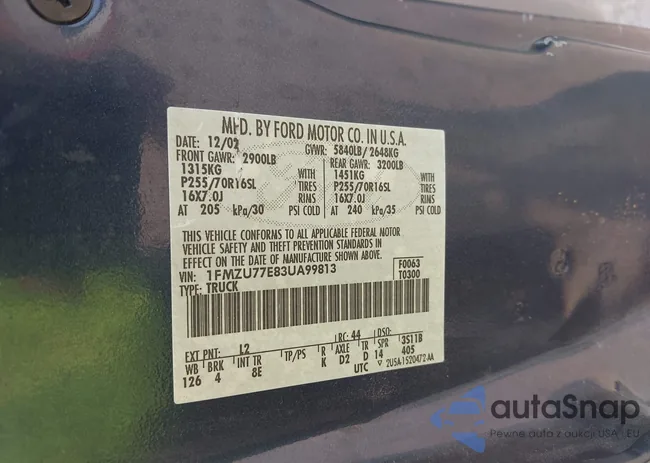 MFD. BY FORD MOTOR CO. IN U.S.A.
DATE: 12/02 GVWR: 5840LB/2648KG
FRONT GAWR: 2900LB REAR GAWR: 3200LB
1315KG WITH 1451KG WITH
P255/70R16SL TIRES P255/70R16SL TIRES
16X7.0J RIMS 16X7.0J RIMS
AT 205 kPa/30 PSI COLD AT 240 kPa/35 PSI COLD
THIS VEHICLE CONFORMS TO ALL APPLICABLE FEDERAL MOTOR
VEHICLE SAFETY AND THEFT PREVENTION STANDARDS IN
EFFECT ON THE DATE OF MANUFACTURE SHOWN ABOVE.
VIN: 1FMZU77E83UA99813 F0063
TYPE: TRUCK T0300
EXT PNT: L2 RC: 44 DSO:
WB BRK INT TR TP/PS R AXLE TR SPR 3S11B
126 4 8E K D2 D 14 405
UTC ▽ 2U5A-1520472-AA
autaSnap
Pewne auta z aukcji USA i EU